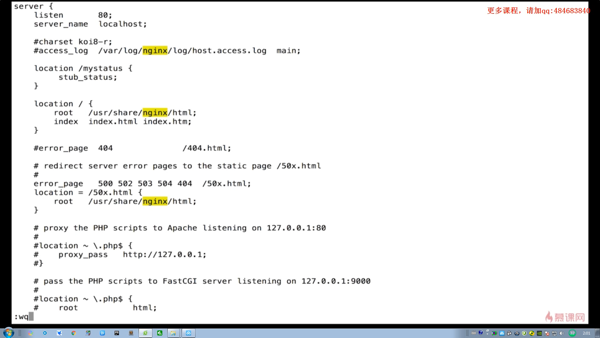 更多课程，请加qq:484683840
server {
    listen       80;
    server_name  localhost;

    #charset koi8-r;
    #access_log  /var/log/nginx/log/host.access.log  main;

    location /mystatus {
        stub_status;
    }

    location / {
        root   /usr/share/nginx/html;
        index  index.html index.htm;
    }

    #error_page  404              /404.html;

    # redirect server error pages to the static page /50x.html
    #
    error_page   500 502 503 504 404  /50x.html;
    location = /50x.html {
        root   /usr/share/nginx/html;
    }

    # proxy the PHP scripts to Apache listening on 127.0.0.1:80
    #
    #location ~ \.php$ {
    #    proxy_pass   http://127.0.0.1;
    #}

    # pass the PHP scripts to FastCGI server listening on 127.0.0.1:9000
    #
    #location ~ \.php$ {
    #    root           html;
:wq